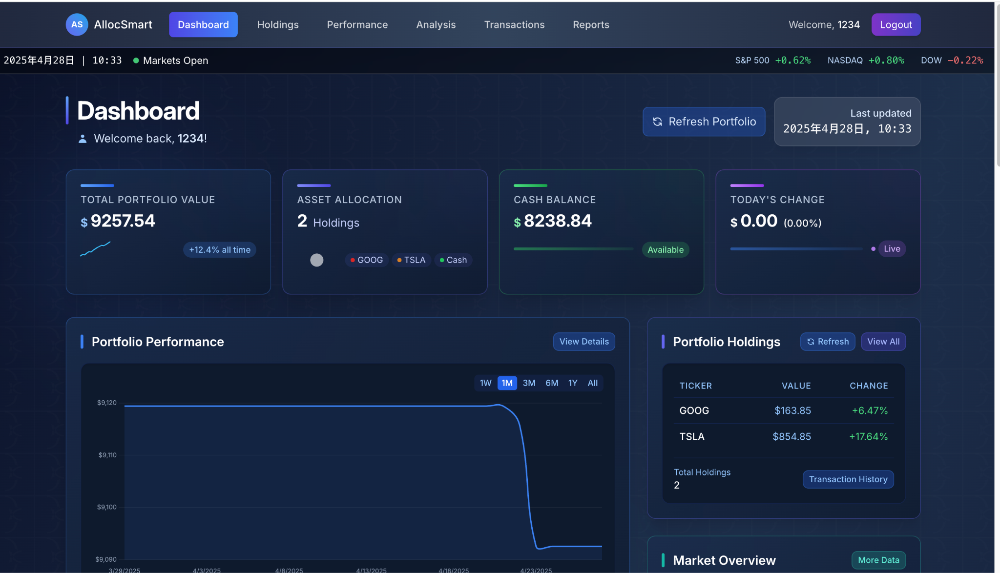 AS AllocSmart Dashboard Holdings Performance Analysis Transactions Reports Welcome, 1234 Logout
2025年4月28日 | 10:33 Markets Open S&P 500 +0.62% NASDAQ +0.80% DOW −0.22%
Dashboard
Welcome back, 1234!
Refresh Portfolio
Last updated
2025年4月28日, 10:33
TOTAL PORTFOLIO VALUE
$ 9257.54
+12.4% all time
ASSET ALLOCATION
2 Holdings
GOOG TSLA Cash
CASH BALANCE
$ 8238.84
Available
TODAY'S CHANGE
$ 0.00 (0.00%)
Live
Portfolio Performance View Details
1W 1M 3M 6M 1Y All
$9,120
$9,110
$9,100
$9,090
3/29/2025 4/3/2025 4/8/2025 4/13/2025 4/18/2025 4/23/2025
Portfolio Holdings Refresh View All
TICKER VALUE CHANGE
GOOG $163.85 +6.47%
TSLA $854.85 +17.64%
Total Holdings
2
Transaction History
Market Overview More Data